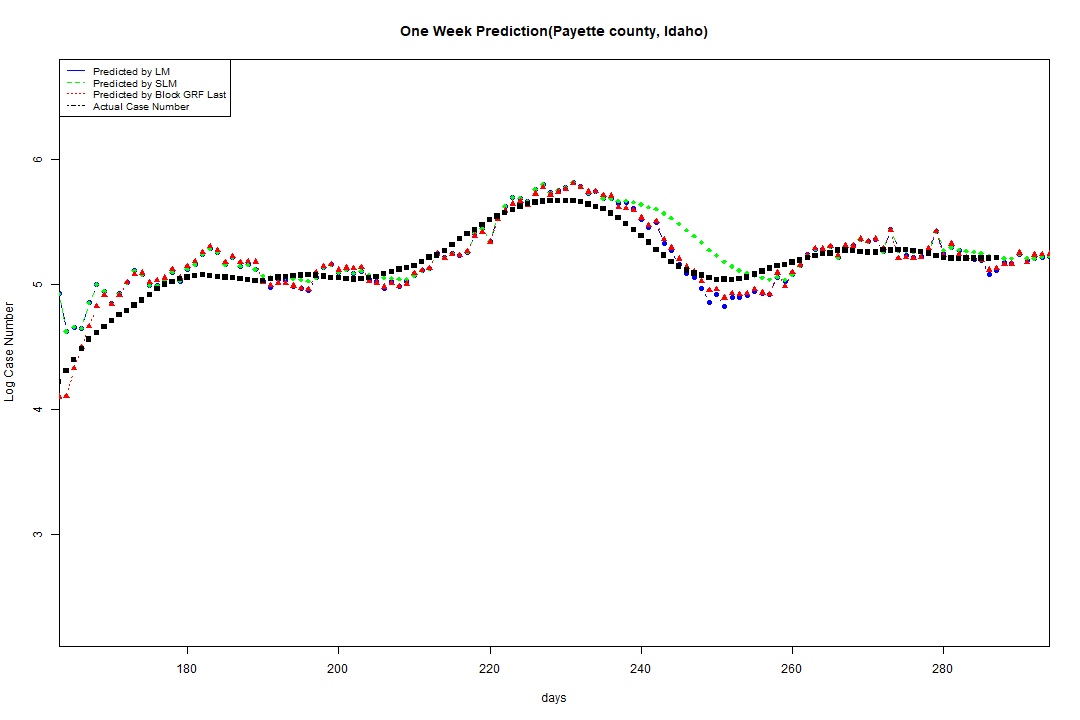 One Week Prediction(Payette county, Idaho)
Predicted by LM
Predicted by SLM
Predicted by Block GRF Last
Actual Case Number
Log Case Number
6
5
4
3
180 200 220 240 260 280
days